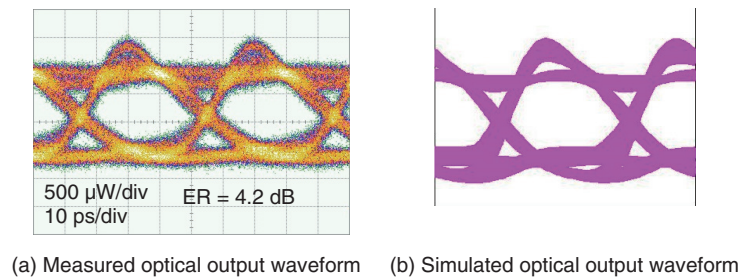 500 µW/div
ER = 4.2 dB
10 ps/div
(a) Measured optical output waveform
(b) Simulated optical output waveform